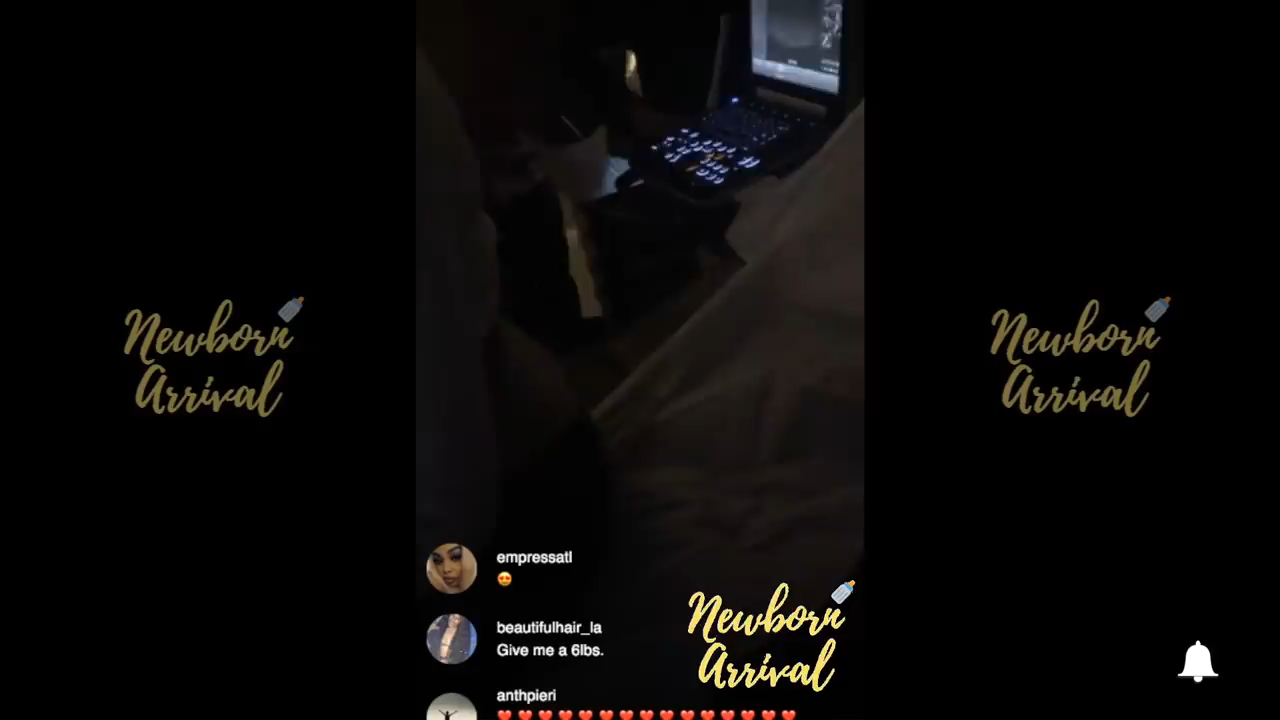 Newborn
Arrival
Newborn
Arrival
empressatl
😍
beautifulhair_la
Give me a 6lbs.
anthpieri
❤️❤️❤️❤️❤️❤️❤️❤️❤️❤️❤️❤️❤️❤️❤️
Newborn
Arrival